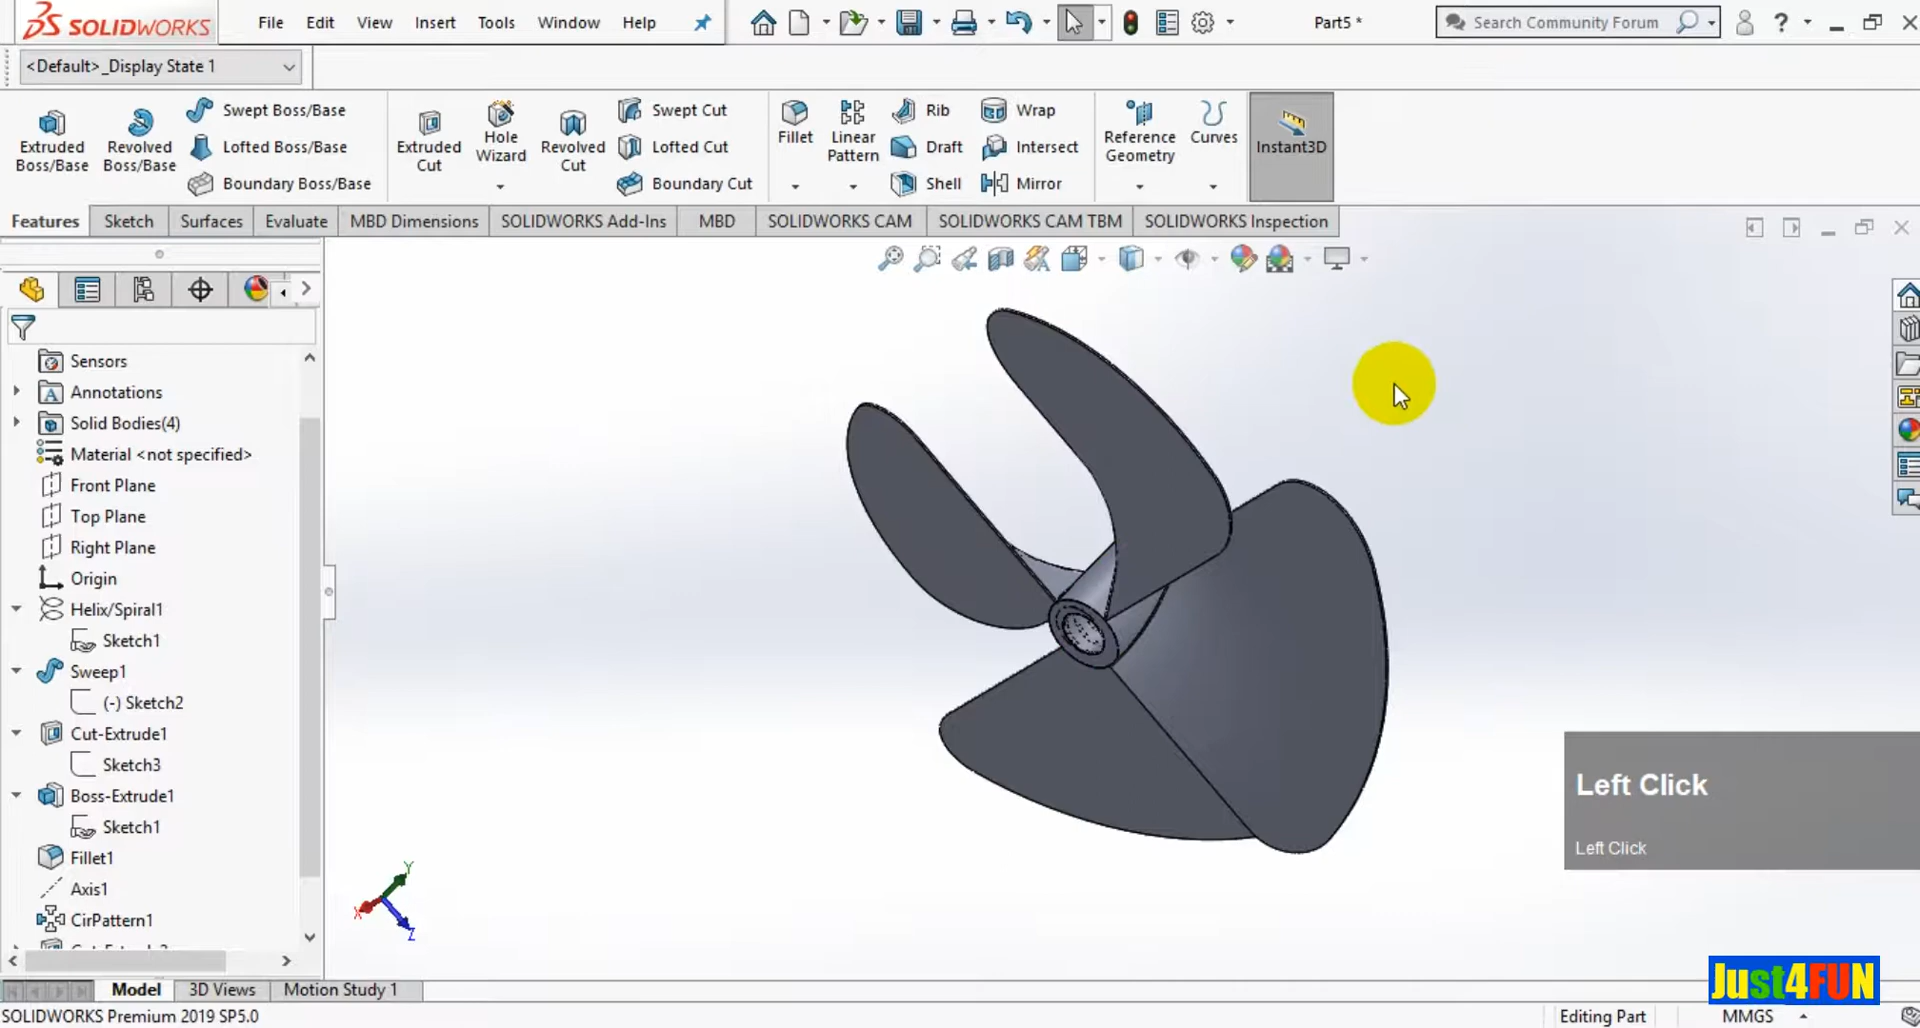 SOLIDWORKS
File Edit View Insert Tools Window Help
Part5 *
Search Community Forum
?
<Default>_Display State 1
Extruded Boss/Base
Revolved Boss/Base
Swept Boss/Base
Lofted Boss/Base
Boundary Boss/Base
Extruded Cut
Hole Wizard
Revolved Cut
Swept Cut
Lofted Cut
Boundary Cut
Fillet
Linear Pattern
Rib
Draft
Shell
Wrap
Intersect
Mirror
Reference Geometry
Curves
Instant3D
Features Sketch Surfaces Evaluate MBD Dimensions SOLIDWORKS Add-Ins MBD SOLIDWORKS CAM SOLIDWORKS CAM TBM SOLIDWORKS Inspection
Sensors
Annotations
Solid Bodies(4)
Material <not specified>
Front Plane
Top Plane
Right Plane
Origin
Helix/Spiral1
Sketch1
Sweep1
(-) Sketch2
Cut-Extrude1
Sketch3
Boss-Extrude1
Sketch1
Fillet1
Axis1
CirPattern1
Y
X
Z
Left Click
Left Click
Just4FUN
Model 3D Views Motion Study 1
SOLIDWORKS Premium 2019 SP5.0
Editing Part
MMGS